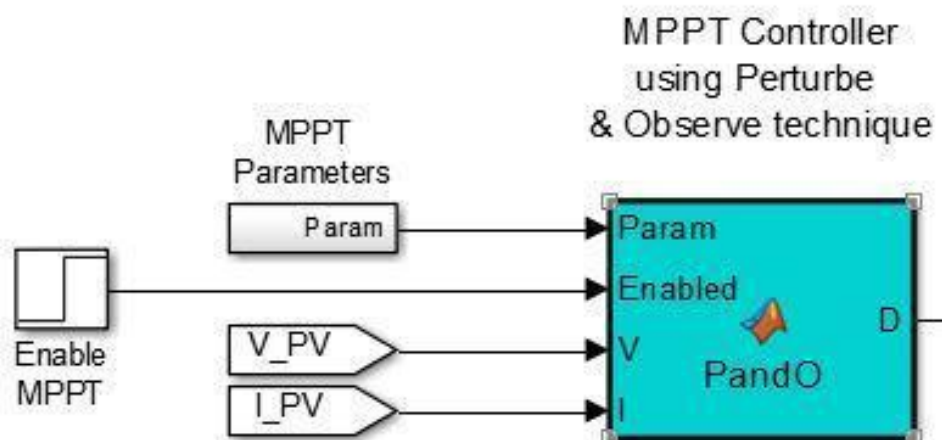 MPPT Controller
using Perturbe
& Observe technique
MPPT
Parameters
Param
Param
Enabled
Enable
MPPT
V_PV
V
D
PandO
I_PV
I